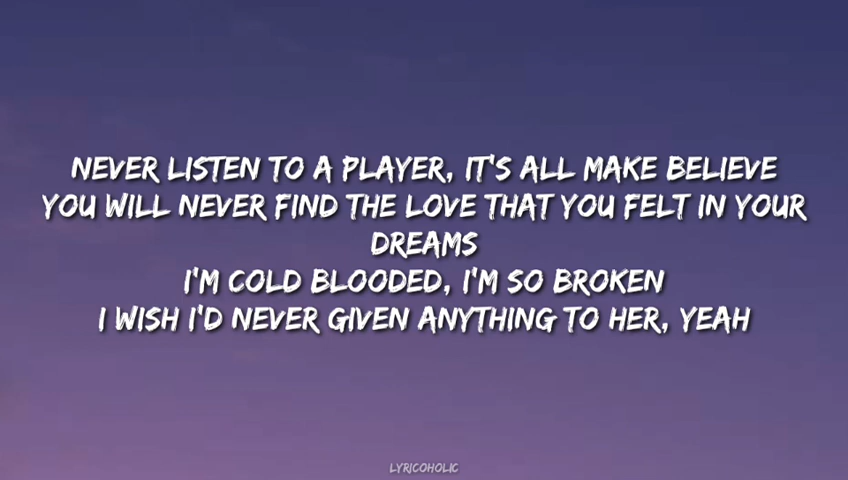 NEVER LISTEN TO A PLAYER, IT'S ALL MAKE BELIEVE
YOU WILL NEVER FIND THE LOVE THAT YOU FELT IN YOUR
DREAMS
I'M COLD BLOODED, I'M SO BROKEN
I WISH I'D NEVER GIVEN ANYTHING TO HER, YEAH
LYRICOHOLIC